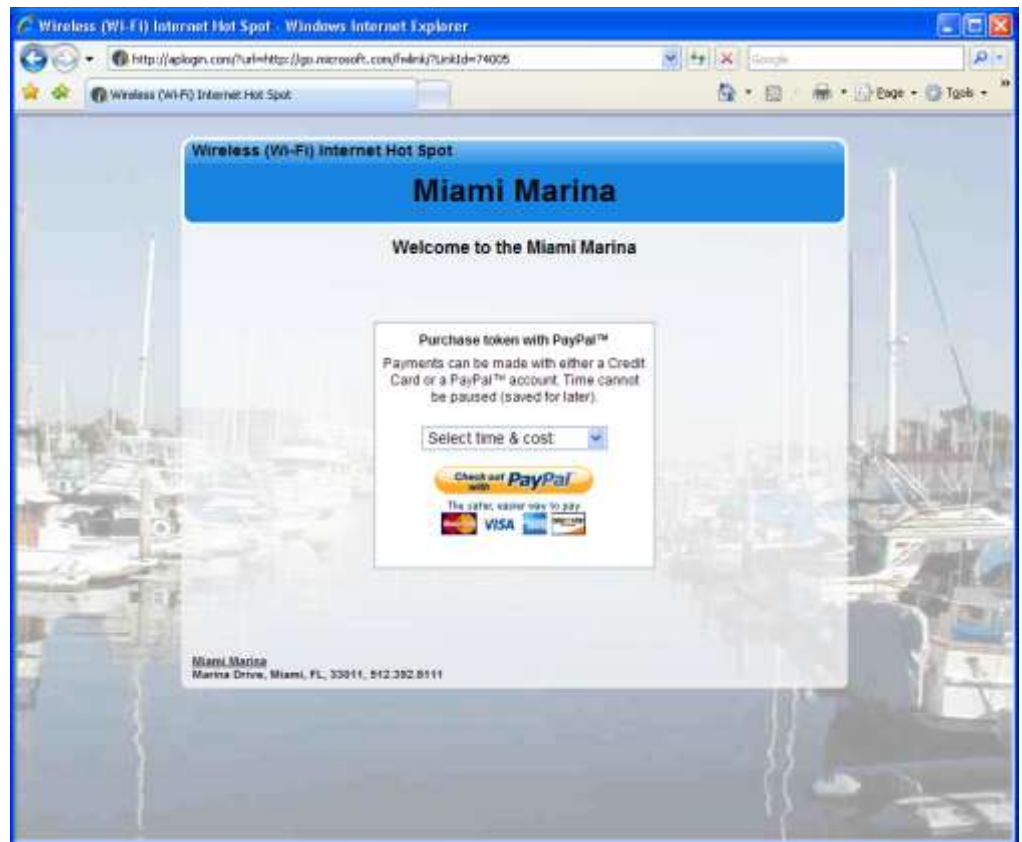 Wireless (Wi-Fi) Internet Hot Spot - Windows Internet Explorer
http://aplogin.com/?url=http://go.microsoft.com/fwlink/?LinkId=74005
Google
Wireless (Wi-Fi) Internet Hot Spot
Page
Tools
Wireless (Wi-Fi) Internet Hot Spot
Miami Marina
Welcome to the Miami Marina
Purchase token with PayPal™
Payments can be made with either a Credit
Card or a PayPal™ account. Time cannot
be paused (saved for later).
Select time & cost
Check out with PayPal
The safer, easier way to pay
VISA
Miami Marina
Marina Drive, Miami, FL, 33011, 512.392.8111